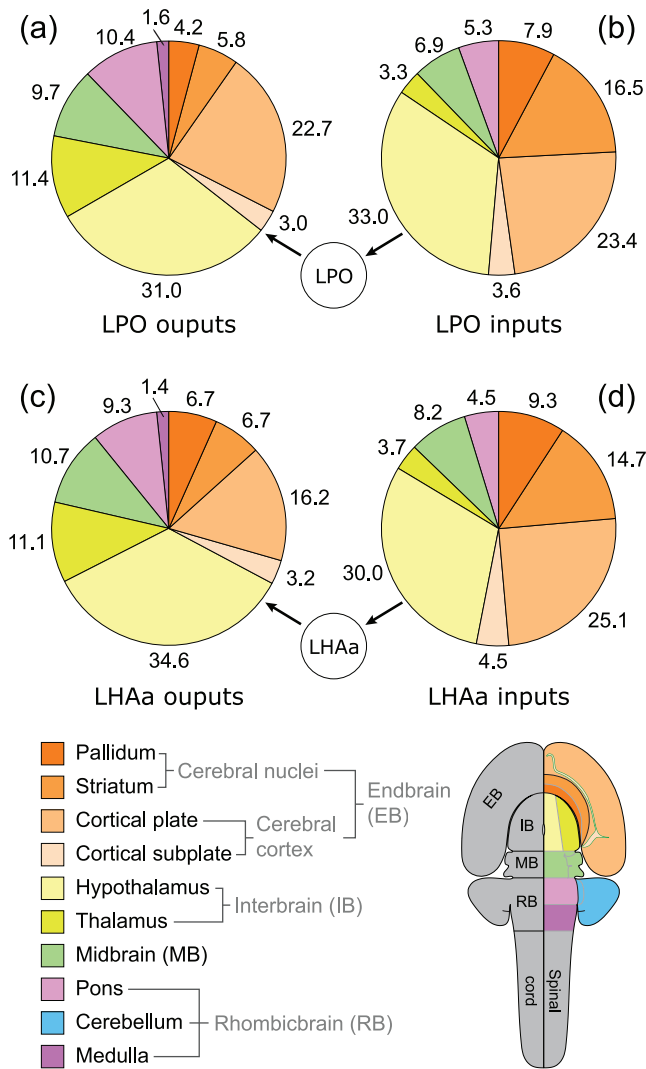 (a)
1.6
4.2
5.8
10.4
9.7
22.7
11.4
3.0
31.0
LPO ouputs
(b)
5.3
7.9
6.9
3.3
16.5
33.0
23.4
3.6
LPO inputs
LPO
(c)
1.4
6.7
6.7
9.3
10.7
16.2
11.1
3.2
34.6
LHAa ouputs
(d)
4.5
9.3
8.2
3.7
14.7
30.0
25.1
4.5
LHAa inputs
LHAa
Pallidum
Striatum
Cerebral nuclei
Cortical plate
Cortical subplate
Cerebral
cortex
Endbrain
(EB)
Hypothalamus
Thalamus
Interbrain (IB)
Midbrain (MB)
Pons
Cerebellum
Medulla
Rhombicbrain (RB)
EB
IB
MB
RB
Spinal
cord